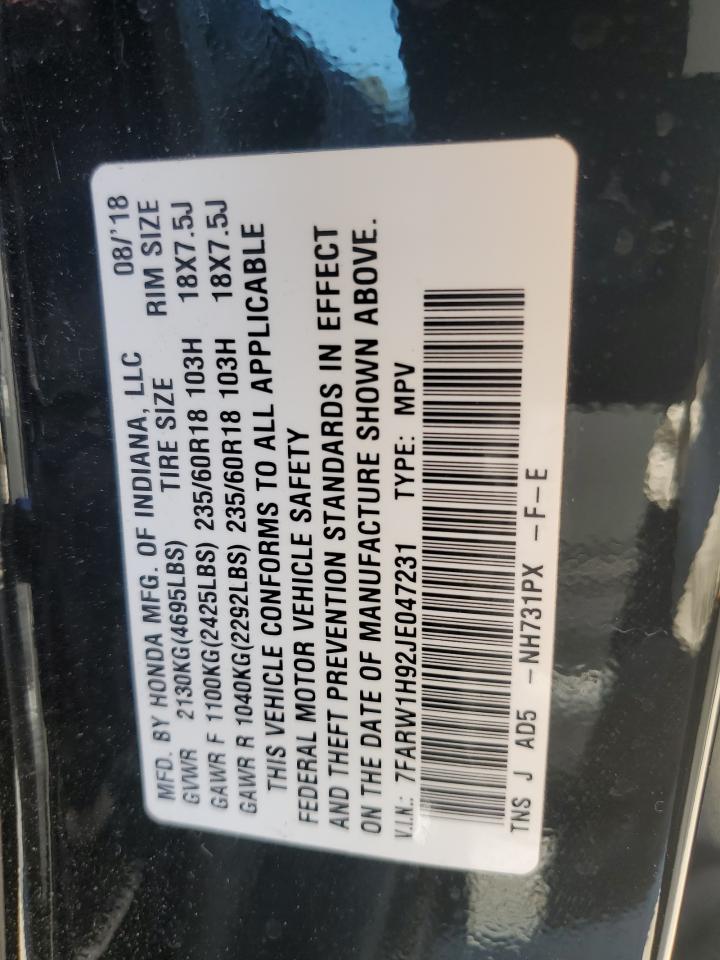 MFD. BY HONDA MFG. OF INDIANA, LLC 08/'18
GVWR 2130KG(4695LBS) TIRE SIZE RIM SIZE
GAWR F 1100KG(2425LBS) 235/60R18 103H 18X7.5J
GAWR R 1040KG(2292LBS) 235/60R18 103H 18X7.5J
THIS VEHICLE CONFORMS TO ALL APPLICABLE
FEDERAL MOTOR VEHICLE SAFETY
AND THEFT PREVENTION STANDARDS IN EFFECT
ON THE DATE OF MANUFACTURE SHOWN ABOVE.
V.I.N.: 7FARW1H92JE047231 TYPE: MPV
TNS J AD5 -NH731PX -F-E